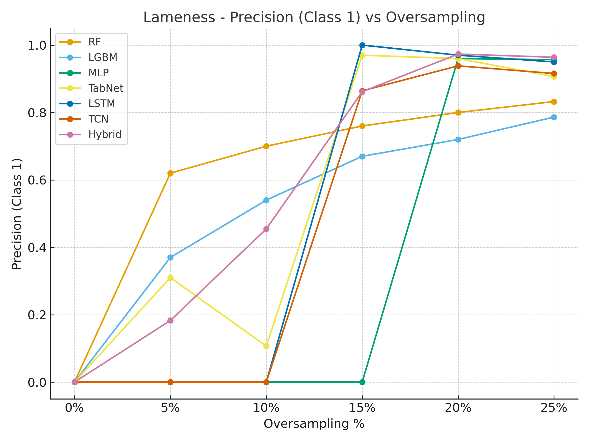 Lameness - Precision (Class 1) vs Oversampling
RF
LGBM
MLP
TabNet
LSTM
TCN
Hybrid
Precision (Class 1)
1.0
0.8
0.6
0.4
0.2
0.0
0% 5% 10% 15% 20% 25%
Oversampling %